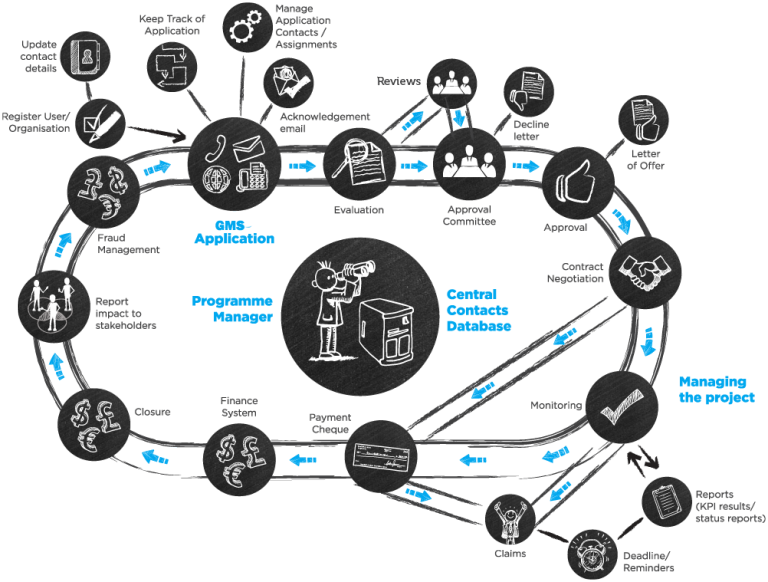 Manage
Application
Contacts /
Assignments
Keep Track of
Application
Update
contact
details
Reviews
Register User/
Organisation
Acknowledgement
email
Decline
letter
Letter
of Offer
Evaluation
Approval
Committee
Approval
GMS-
Application
Fraud
Management
Contract
Negotiation
Report
impact to
stakeholders
Programme
Manager
Central
Contacts
Database
Managing
the project
Closure
Finance
System
Payment
Cheque
Monitoring
Reports
(KPI results/
status reports)
Claims
Deadline/
Reminders